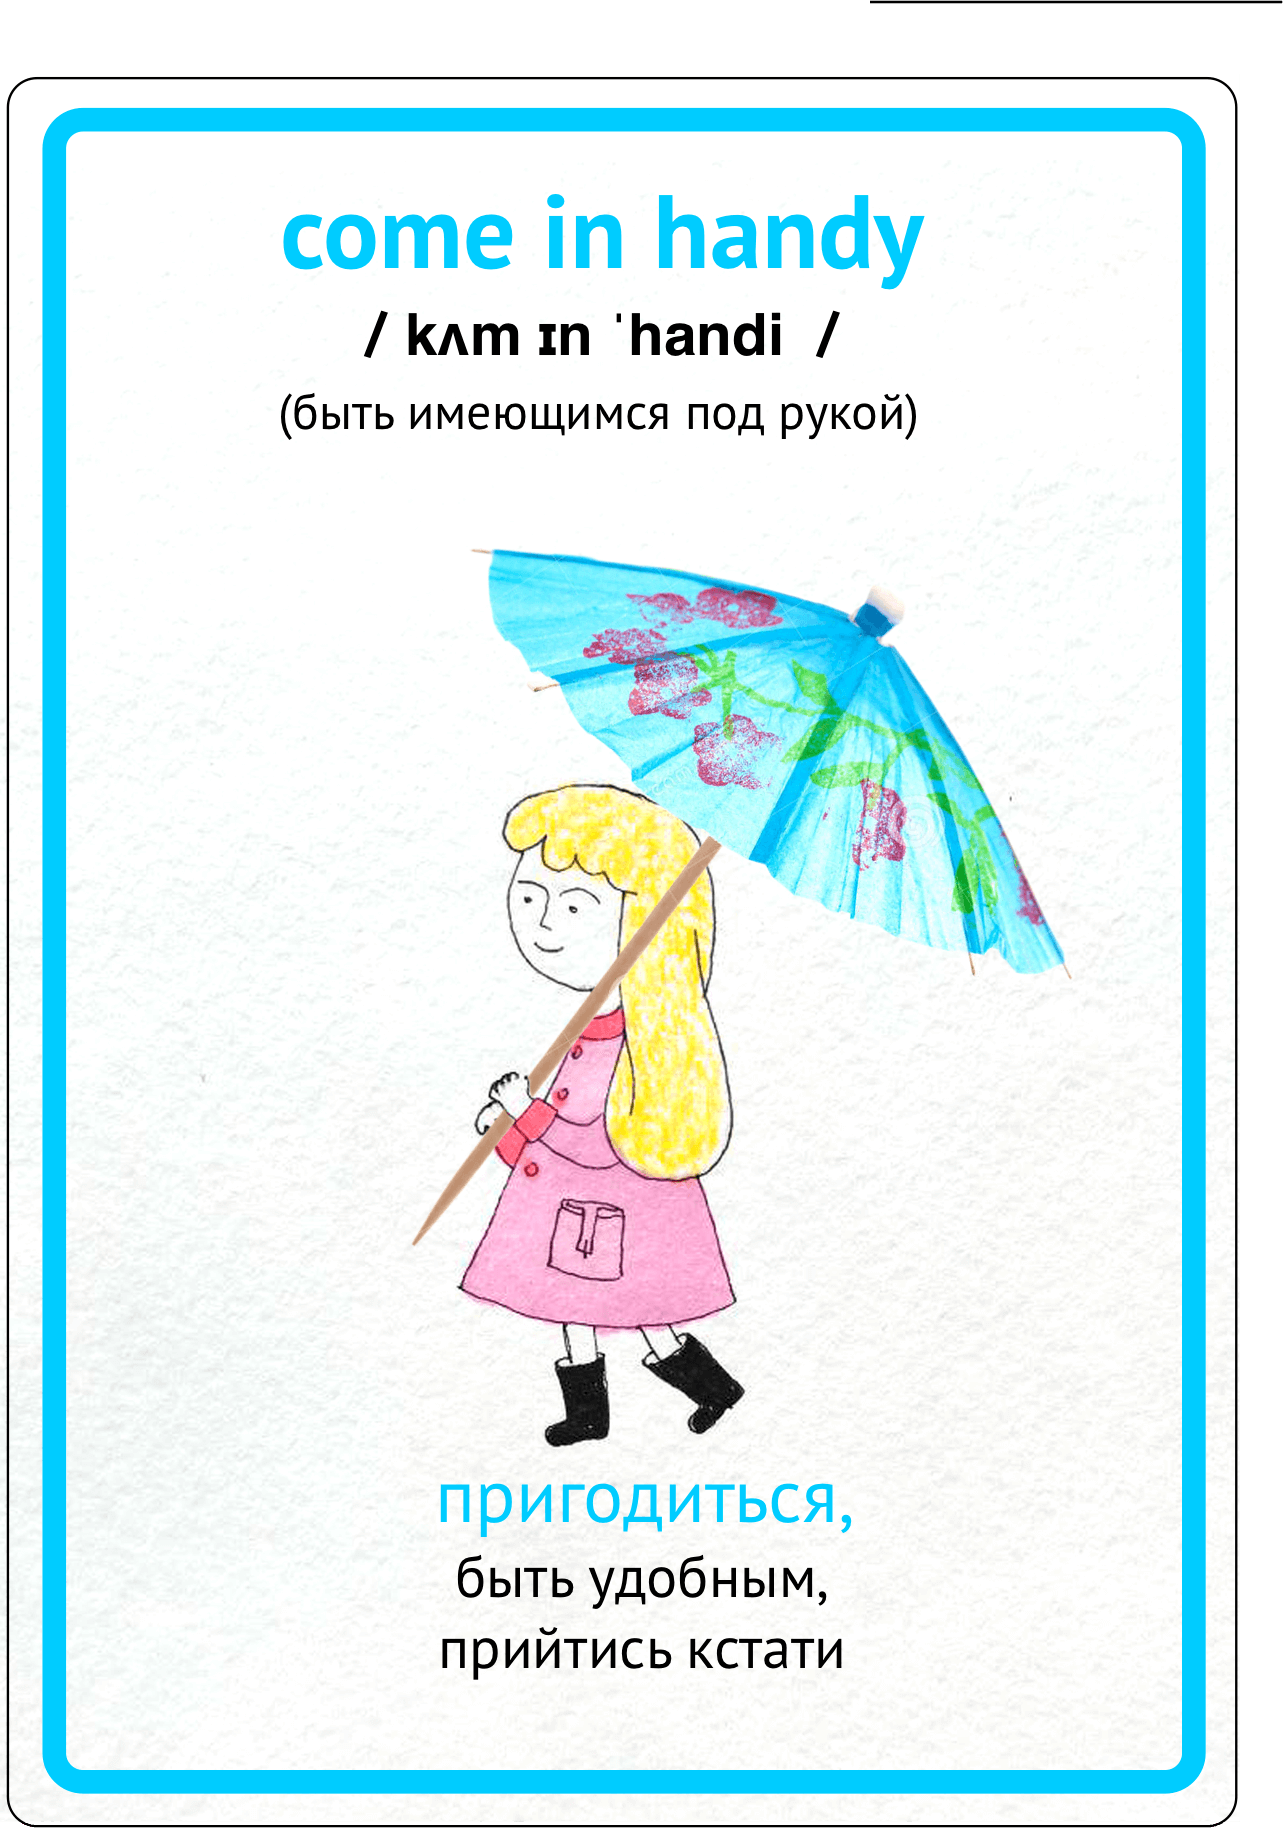 come in handy
/ kʌm ɪn ˈhandi /
(быть имеющимся под рукой)
пригодиться,
быть удобным,
прийтись кстати